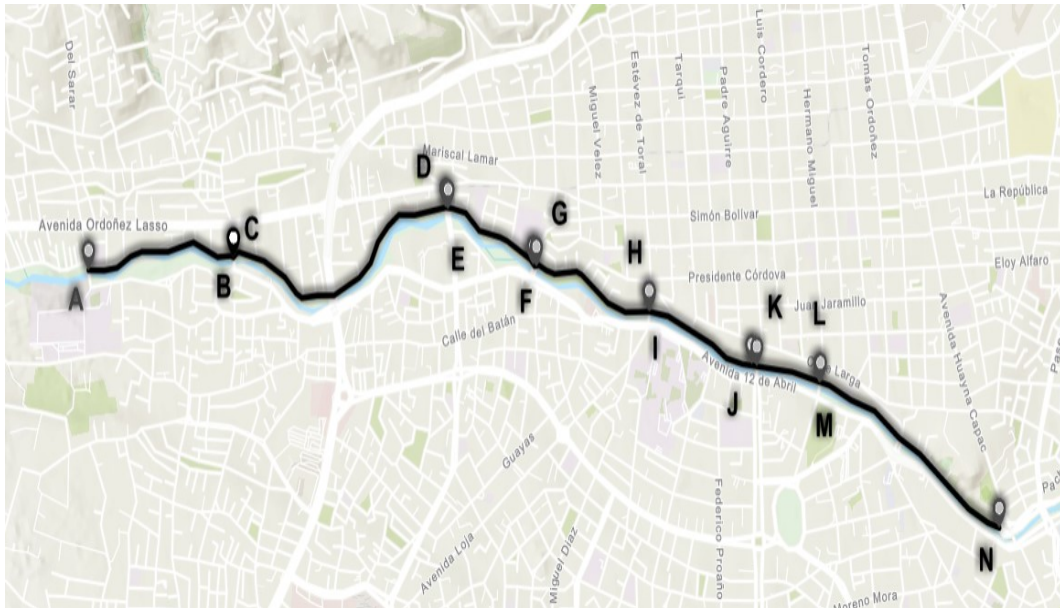 Del Sarar
Luis Cordero
Tarqui
Estévez de Toral
Padre Aguirre
Tomás Ordoñez
Miguel Velez
Hermano Miguel
Mariscal Lamar
D
La República
G
Simón Bolívar
Avenida Ordoñez Lasso
C
E
H
Eloy Alfaro
Presidente Córdova
B
A
F
Juan Jaramillo
K
L
Calle del Batán
I
Avenida Huayna Capac
Avenida 12 de Abril
Larga
J
M
Guayas
Federico Proaño
Avenida Loja
Miguel Diaz
N
Moreno Mora